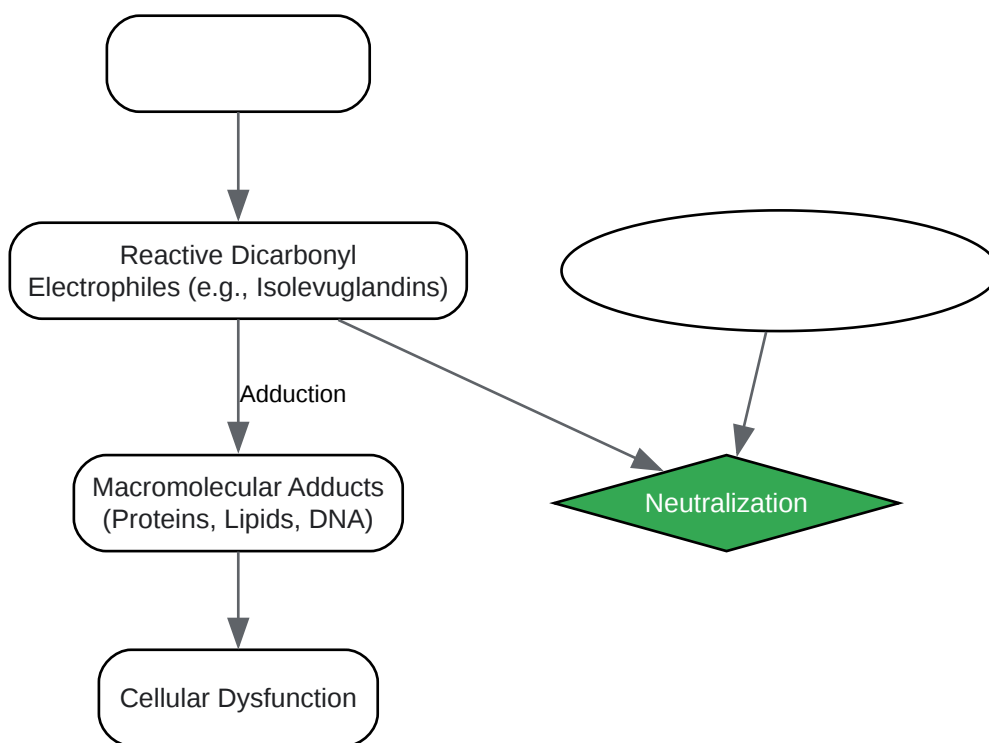 Reactive Dicarbonyl
Electrophiles (e.g., Isolevuglandins)
Adduction
Macromolecular Adducts
(Proteins, Lipids, DNA)
Neutralization
Cellular Dysfunction